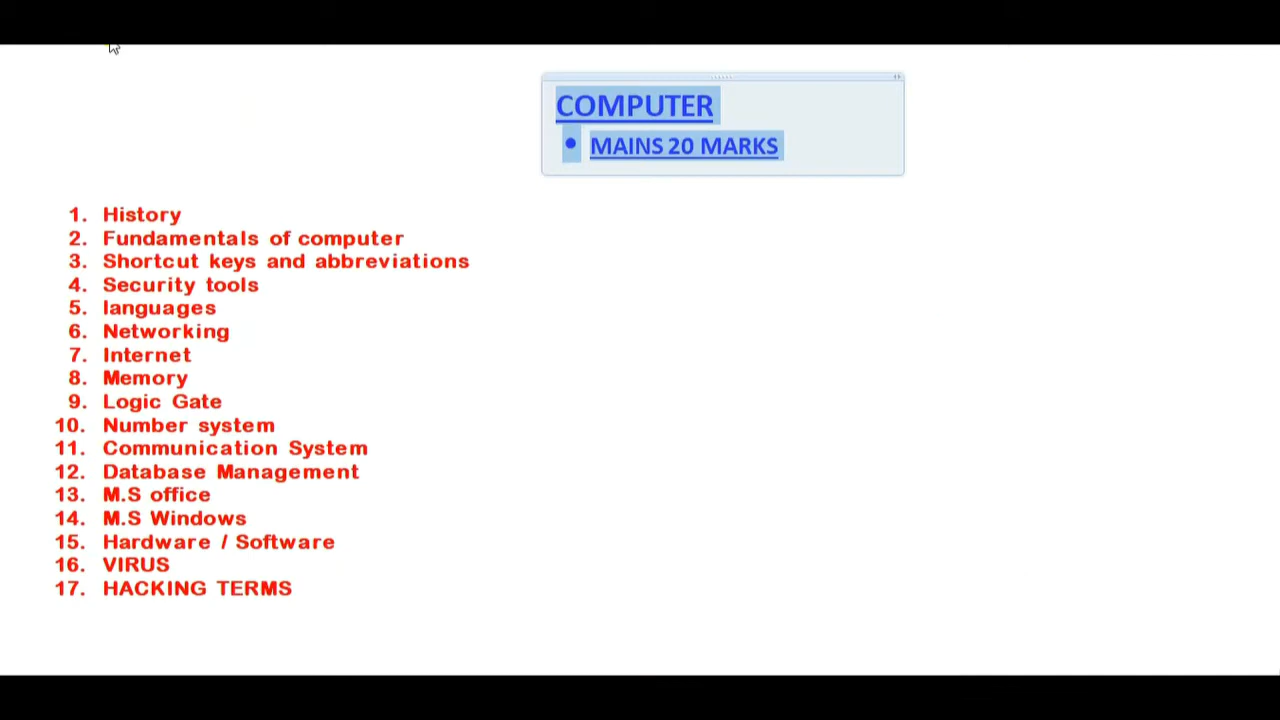 COMPUTER
• MAINS 20 MARKS
1. History
2. Fundamentals of computer
3. Shortcut keys and abbreviations
4. Security tools
5. languages
6. Networking
7. Internet
8. Memory
9. Logic Gate
10. Number system
11. Communication System
12. Database Management
13. M.S office
14. M.S Windows
15. Hardware / Software
16. VIRUS
17. HACKING TERMS